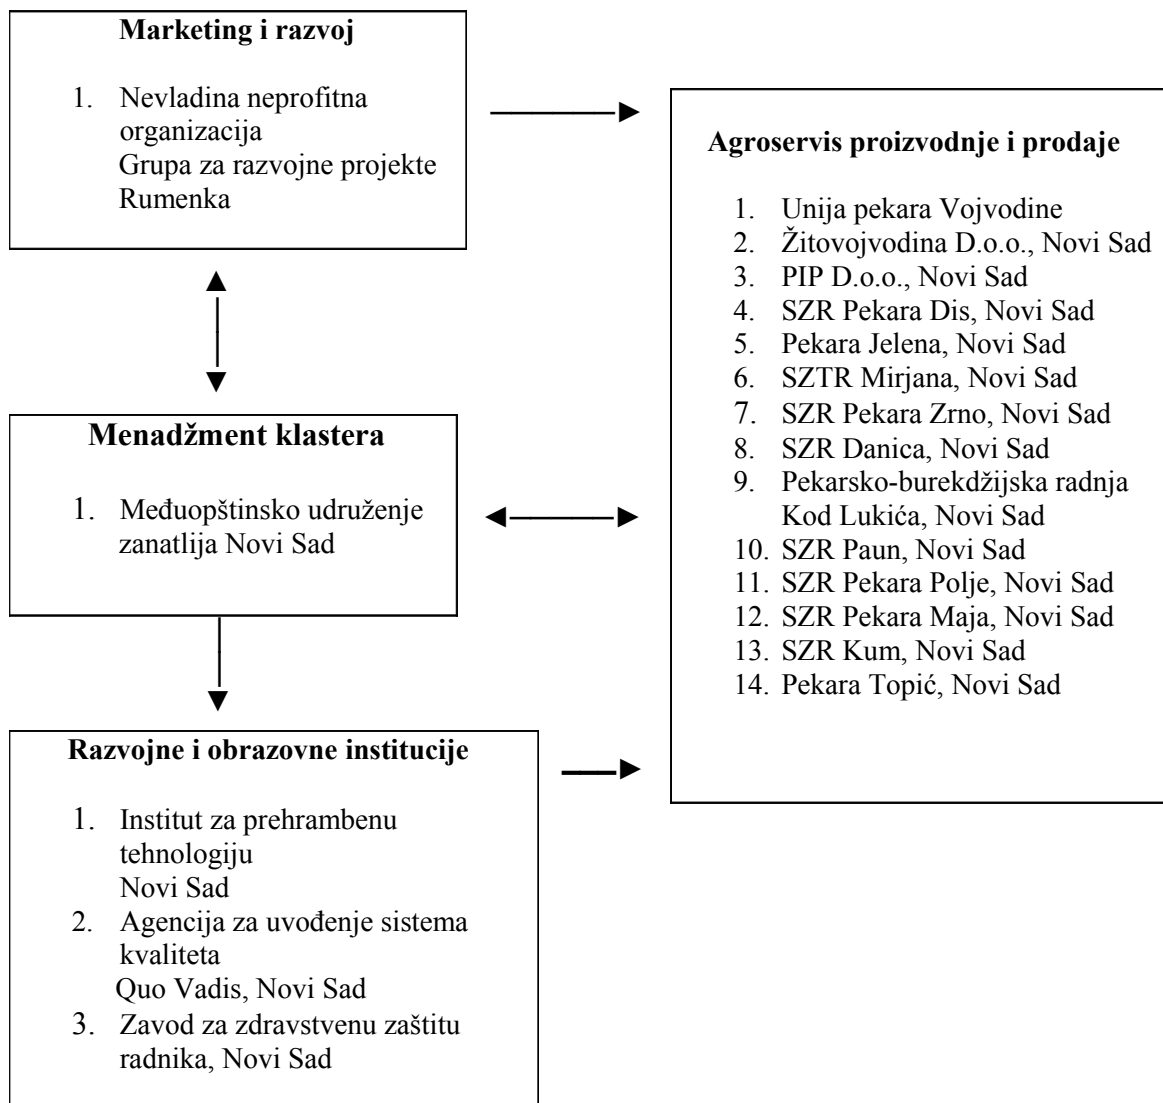 Marketing i razvoj
1. Nevladina neprofitna
organizacija
Grupa za razvojne projekte
Rumenka
Agroservis proizvodnje i prodaje
1. Unija pekara Vojvodine
2. Žitovojvodina D.o.o., Novi Sad
3. PIP D.o.o., Novi Sad
4. SZR Pekara Dis, Novi Sad
5. Pekara Jelena, Novi Sad
6. SZTR Mirjana, Novi Sad
7. SZR Pekara Zrno, Novi Sad
8. SZR Danica, Novi Sad
9. Pekarsko-burekdžijska radnja
Kod Lukića, Novi Sad
10. SZR Paun, Novi Sad
11. SZR Pekara Polje, Novi Sad
12. SZR Pekara Maja, Novi Sad
13. SZR Kum, Novi Sad
14. Pekara Topić, Novi Sad
Menadžment klastera
1. Međuopštinsko udruženje
zanatlija Novi Sad
Razvojne i obrazovne institucije
1. Institut za prehrambenu
tehnologiju
Novi Sad
2. Agencija za uvođenje sistema
kvaliteta
Quo Vadis, Novi Sad
3. Zavod za zdravstvenu zaštitu
radnika, Novi Sad